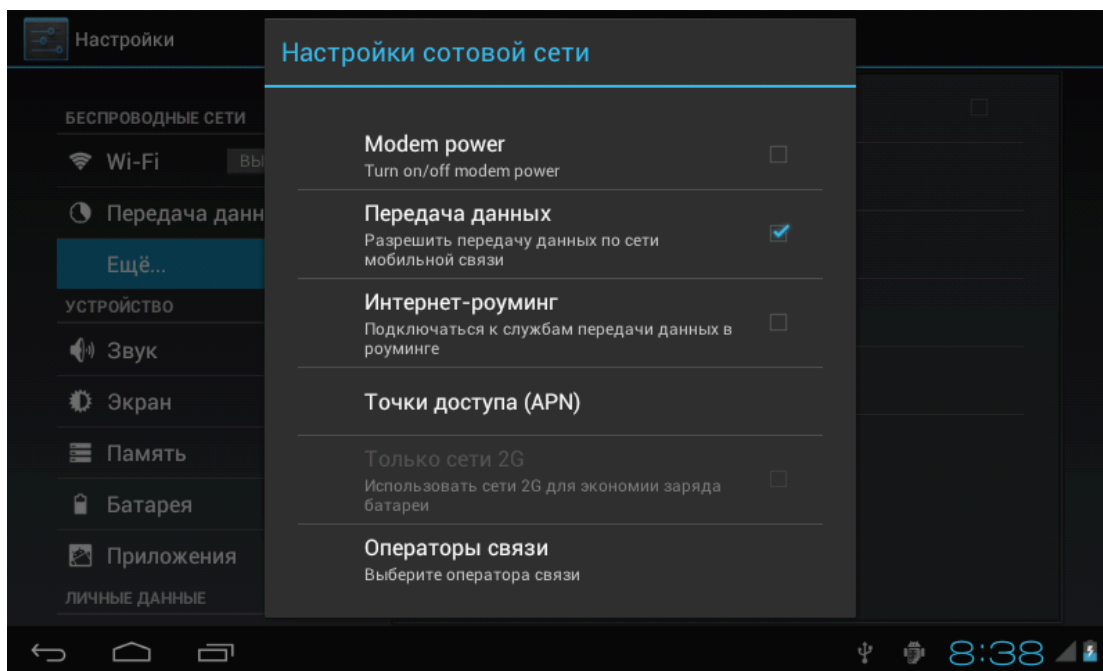 Настройки
Настройки сотовой сети
БЕСПРОВОДНЫЕ СЕТИ
Wi-Fi
ВЫ
Передача данн
Ещё...
УСТРОЙСТВО
Звук
Экран
Память
Батарея
Приложения
ЛИЧНЫЕ ДАННЫЕ
Modem power
Turn on/off modem power
Передача данных
Разрешить передачу данных по сети
мобильной связи
Интернет-роуминг
Подключаться к службам передачи данных в
роуминге
Точки доступа (APN)
Только сети 2G
Использовать сети 2G для экономии заряда
батареи
Операторы связи
Выберите оператора связи
8:38